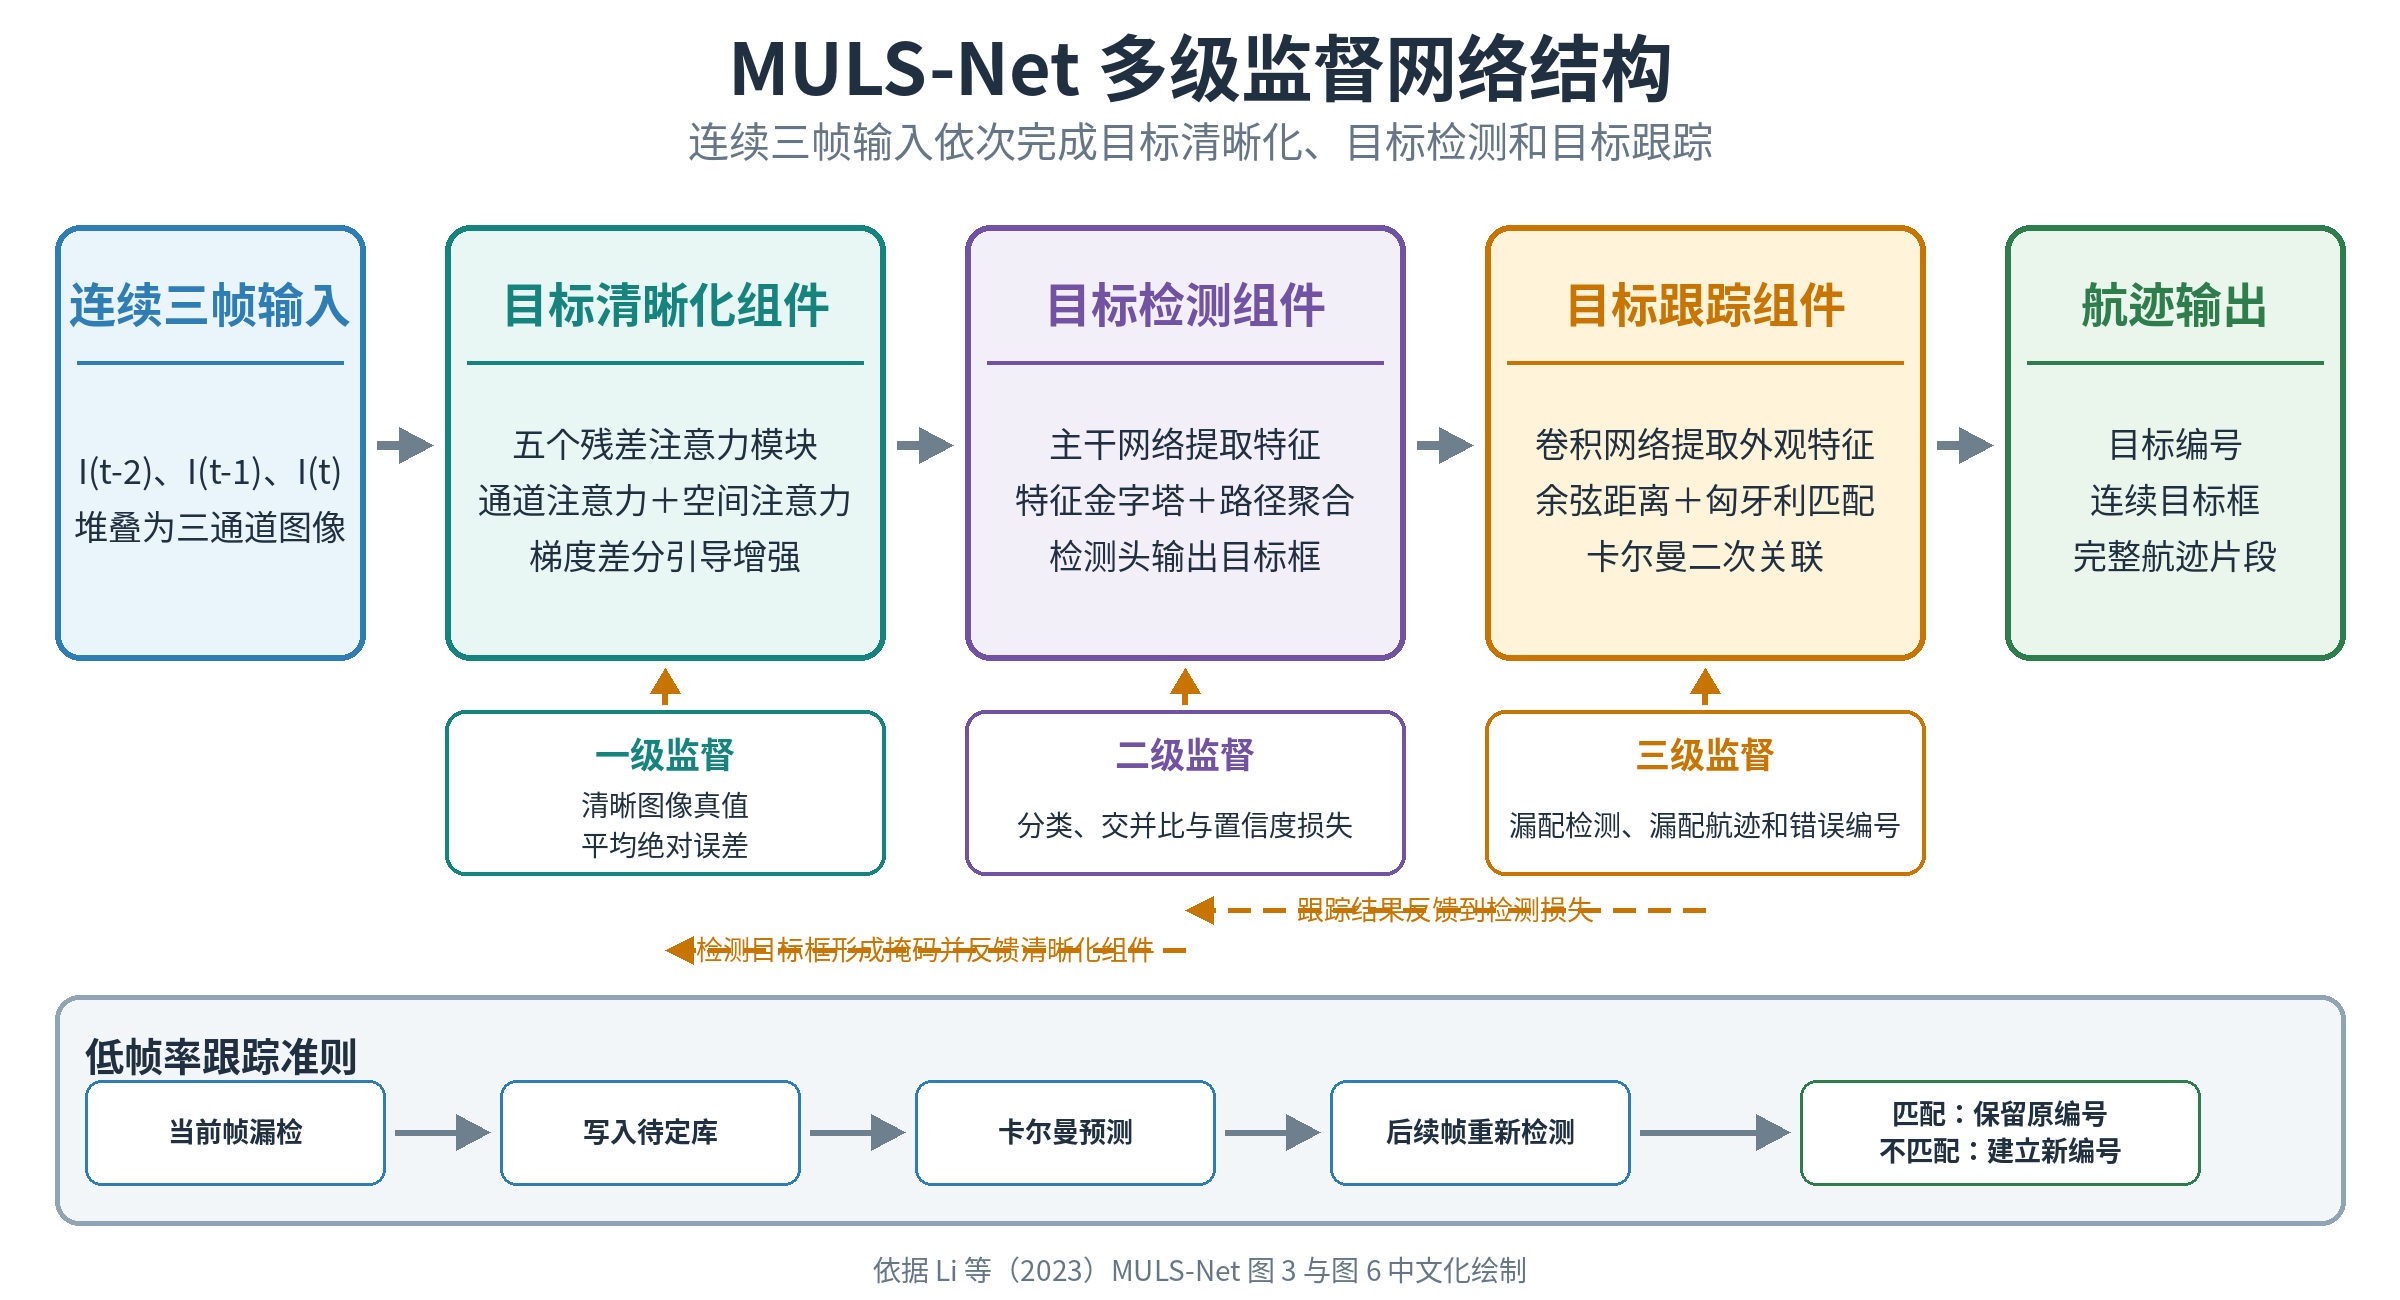 MULS-Net 多级监督网络结构
连续三帧输入依次完成目标清晰化、目标检测和目标跟踪
连续三帧输入
I(t-2)、I(t-1)、I(t)
堆叠为三通道图像
目标清晰化组件
五个残差注意力模块
通道注意力+空间注意力
梯度差分引导增强
目标检测组件
主干网络提取特征
特征金字塔+路径聚合
检测头输出目标框
目标跟踪组件
卷积网络提取外观特征
余弦距离+匈牙利匹配
卡尔曼二次关联
航迹输出
目标编号
连续目标框
完整航迹片段
一级监督
清晰图像真值
平均绝对误差
二级监督
分类、交并比与置信度损失
三级监督
漏配检测、漏配航迹和错误编号
跟踪结果反馈到检测损失
检测目标框形成掩码并反馈清晰化组件
低帧率跟踪准则
当前帧漏检
写入待定库
卡尔曼预测
后续帧重新检测
匹配：保留原编号
不匹配：建立新编号
依据 Li 等（2023）MULS-Net 图 3 与图 6 中文化绘制